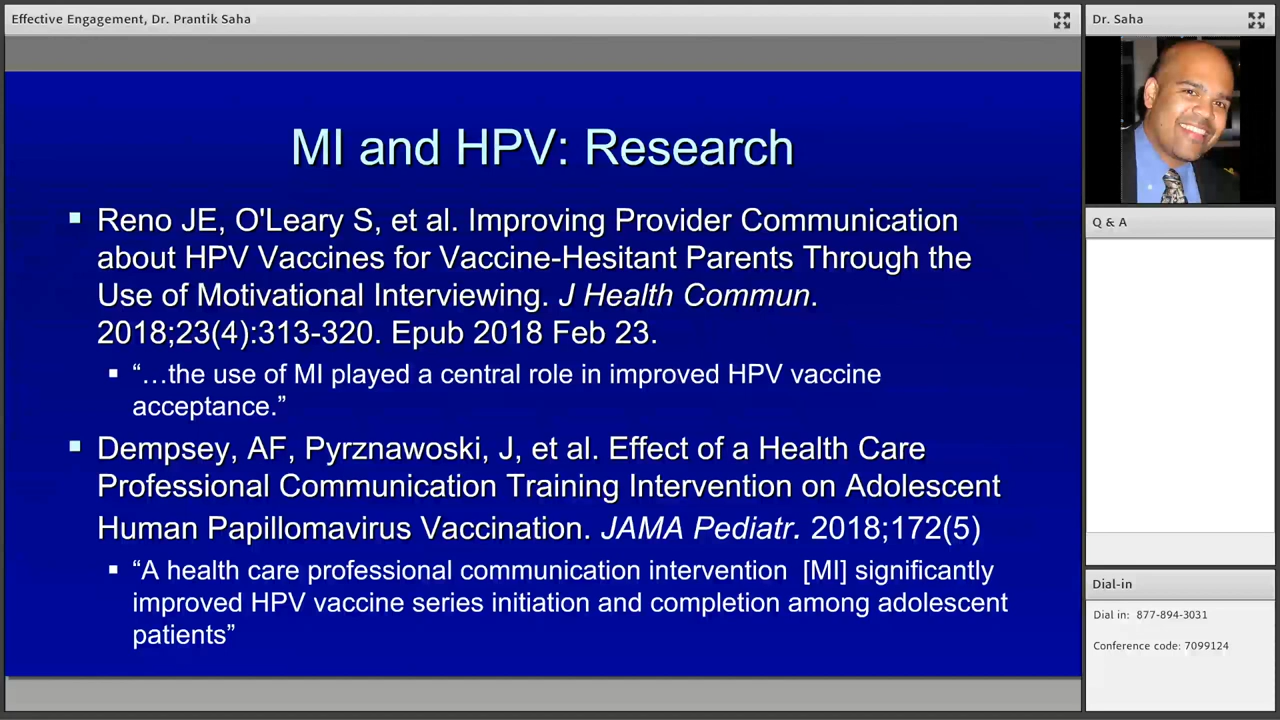 Effective Engagement, Dr. Prantik Saha
Dr. Saha
MI and HPV: Research
Reno JE, O'Leary S, et al. Improving Provider Communication
about HPV Vaccines for Vaccine-Hesitant Parents Through the
Use of Motivational Interviewing. J Health Commun.
2018;23(4):313-320. Epub 2018 Feb 23.
“…the use of MI played a central role in improved HPV vaccine
acceptance.”
Dempsey, AF, Pyrznawoski, J, et al. Effect of a Health Care
Professional Communication Training Intervention on Adolescent
Human Papillomavirus Vaccination. JAMA Pediatr. 2018;172(5)
“A health care professional communication intervention [MI] significantly
improved HPV vaccine series initiation and completion among adolescent
patients”
Q & A
Dial-in
Dial in: 877-894-3031
Conference code: 7099124